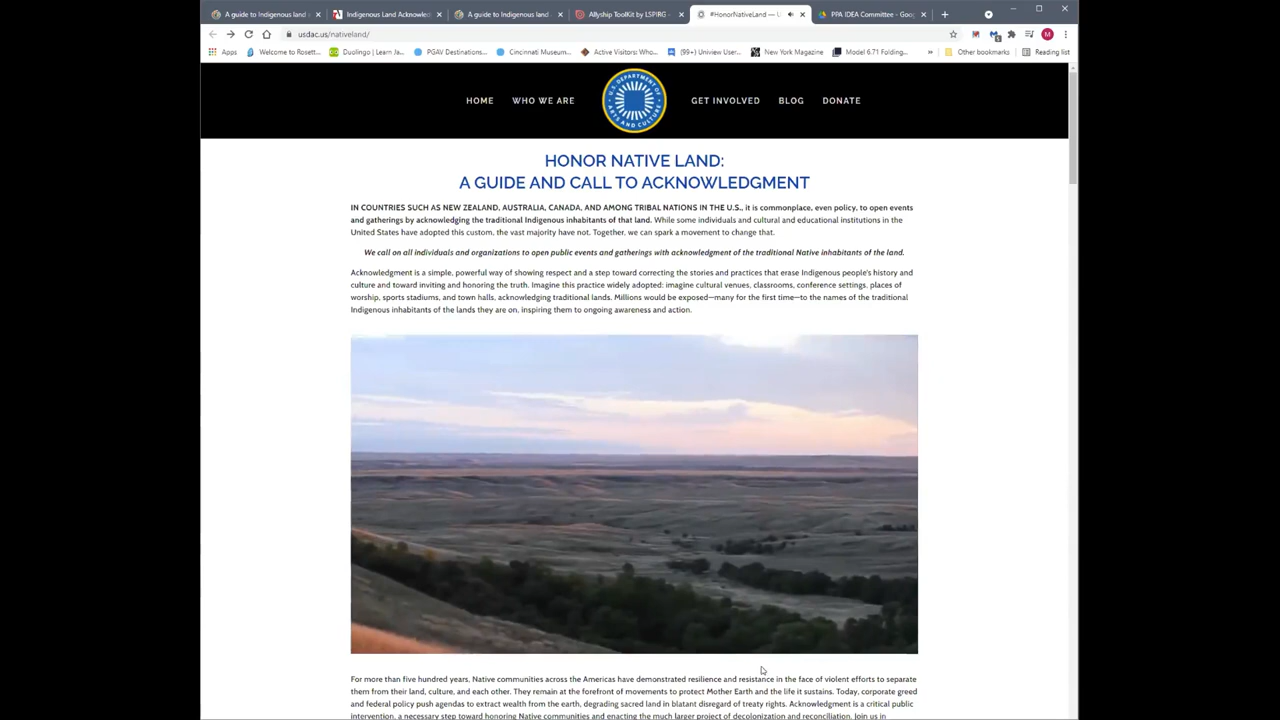 A guide to Indigenous land
Indigenous Land Acknowled
A guide to Indigenous land
Allyship ToolKit by LSPIRG
#HonorNativeLand — U
PPA IDEA Committee - Goo
usdac.us/nativeland/
M
Apps
Welcome to Rosett...
Duolingo | Learn Ja...
PGAV Destinations...
Cincinnati Museum...
Active Visitors: Who...
(99+) Uniview User...
New York Magazine
Model 6.71 Folding...
»
Other bookmarks
Reading list
HOME
WHO WE ARE
U.S. DEPARTMENT OF ARTS AND CULTURE
GET INVOLVED
BLOG
DONATE
HONOR NATIVE LAND:
A GUIDE AND CALL TO ACKNOWLEDGMENT
IN COUNTRIES SUCH AS NEW ZEALAND, AUSTRALIA, CANADA, AND AMONG TRIBAL NATIONS IN THE U.S., it is commonplace, even policy, to open events
and gatherings by acknowledging the traditional Indigenous inhabitants of that land. While some individuals and cultural and educational institutions in the
United States have adopted this custom, the vast majority have not. Together, we can spark a movement to change that.
We call on all individuals and organizations to open public events and gatherings with acknowledgment of the traditional Native inhabitants of the land.
Acknowledgment is a simple, powerful way of showing respect and a step toward correcting the stories and practices that erase Indigenous people's history and
culture and toward inviting and honoring the truth. Imagine this practice widely adopted: imagine cultural venues, classrooms, conference settings, places of
worship, sports stadiums, and town halls, acknowledging traditional lands. Millions would be exposed—many for the first time—to the names of the traditional
Indigenous inhabitants of the lands they are on, inspiring them to ongoing awareness and action.
For more than five hundred years, Native communities across the Americas have demonstrated resilience and resistance in the face of violent efforts to separate
them from their land, culture, and each other. They remain at the forefront of movements to protect Mother Earth and the life it sustains. Today, corporate greed
and federal policy push agendas to extract wealth from the earth, degrading sacred land in blatant disregard of treaty rights. Acknowledgment is a critical public
intervention, a necessary step toward honoring Native communities and enacting the much larger project of decolonization and reconciliation. Join us in